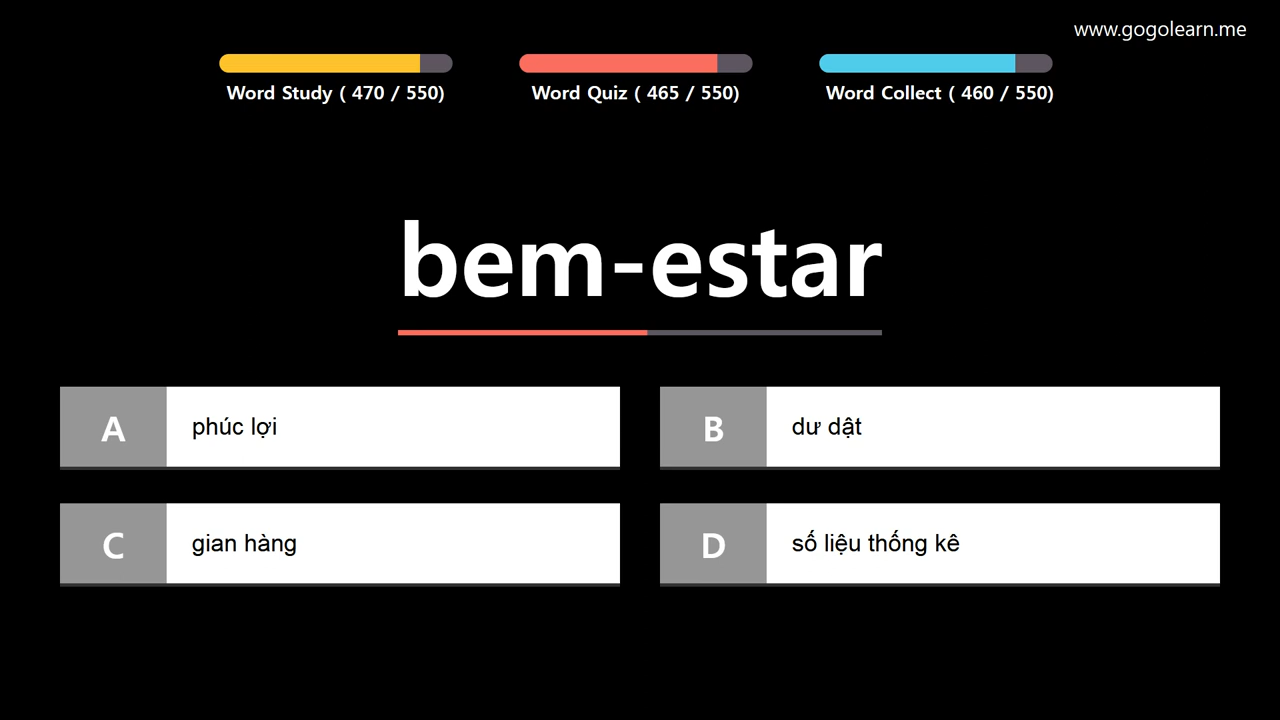 www.gogolearn.me
Word Study ( 470 / 550)
Word Quiz ( 465 / 550)
Word Collect ( 460 / 550)
bem-estar
A phúc lợi
B dư dật
C gian hàng
D số liệu thống kê